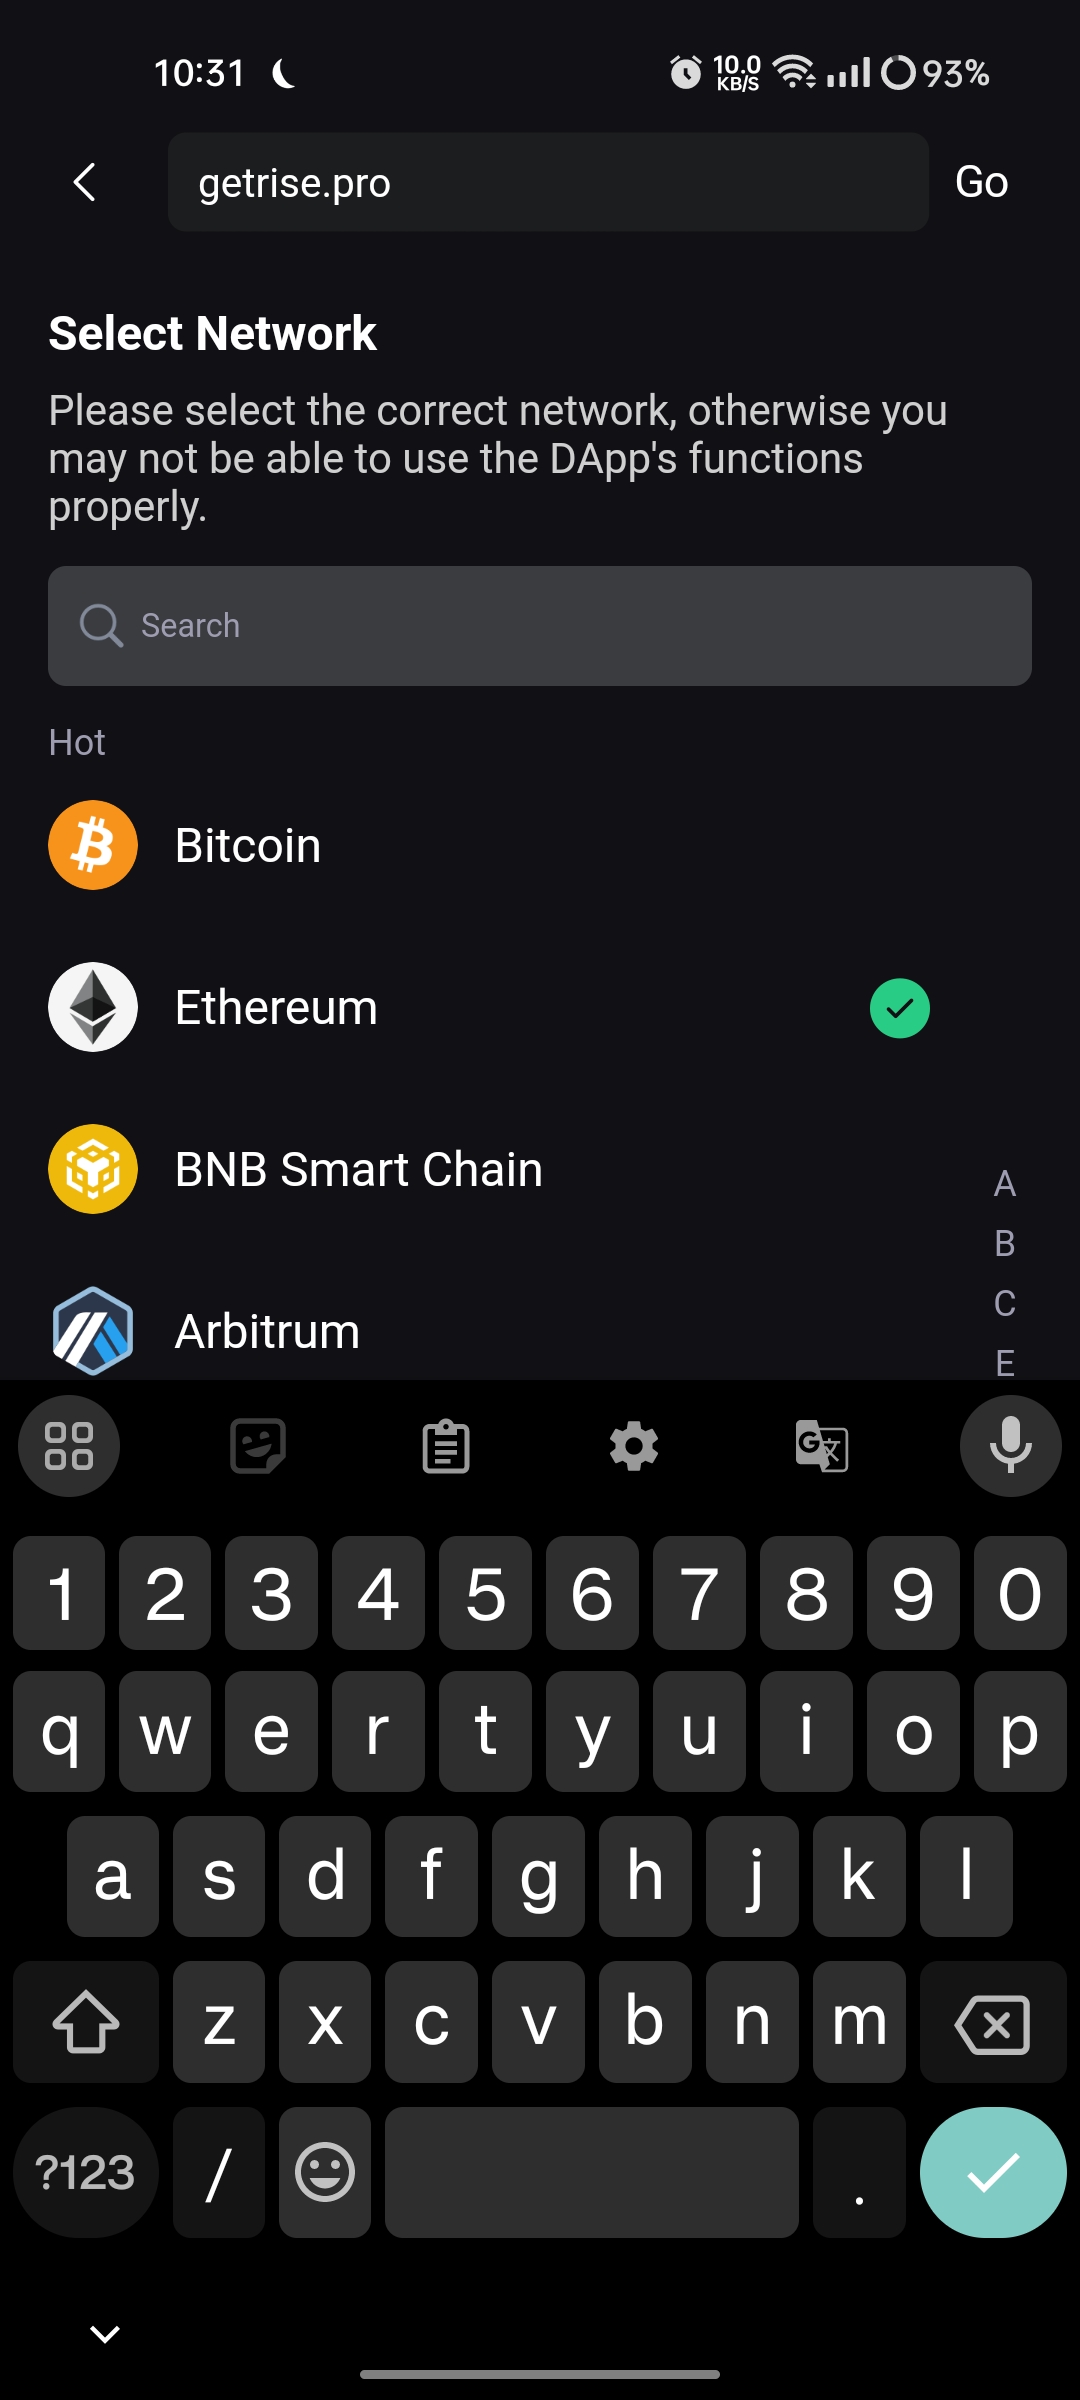 10:31
10.0
KB/S
93%
getrise.pro
Go
Select Network
Please select the correct network, otherwise you
may not be able to use the DApp's functions
properly.
Search
Hot
Bitcoin
Ethereum
BNB Smart Chain
Arbitrum
A
B
C
E
1 2 3 4 5 6 7 8 9 0
q w e r t y u i o p
a s d f g h j k l
z x c v b n m
?123 / .